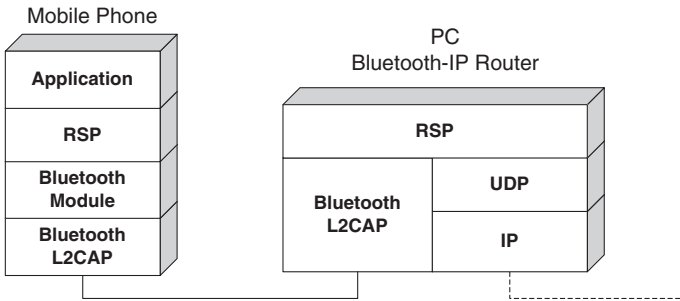 Mobile Phone
Application
RSP
Bluetooth
Module
Bluetooth
L2CAP
PC
Bluetooth-IP Router
RSP
Bluetooth
L2CAP
UDP
IP